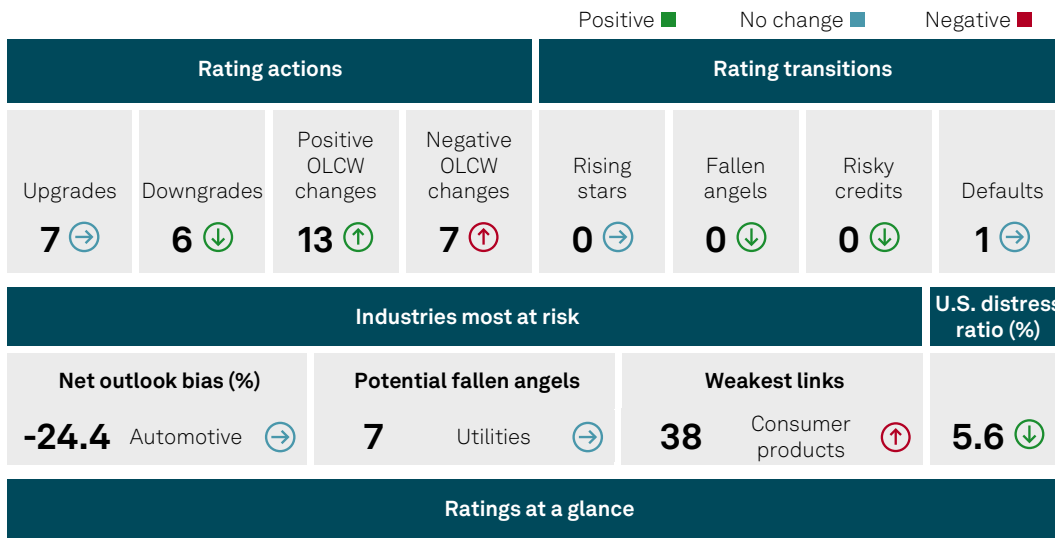 Positive No change Negative
Rating actions Rating transitions
Upgrades
7
Downgrades
6
Positive
OLCW
changes
13
Negative
OLCW
changes
7
Rising
stars
0
Fallen
angels
0
Risky
credits
0
Defaults
1
Industries most at risk
U.S. distress
ratio (%)
Net outlook bias (%)
-24.4 Automotive
Potential fallen angels
7 Utilities
Weakest links
38 Consumer
products
5.6
Ratings at a glance